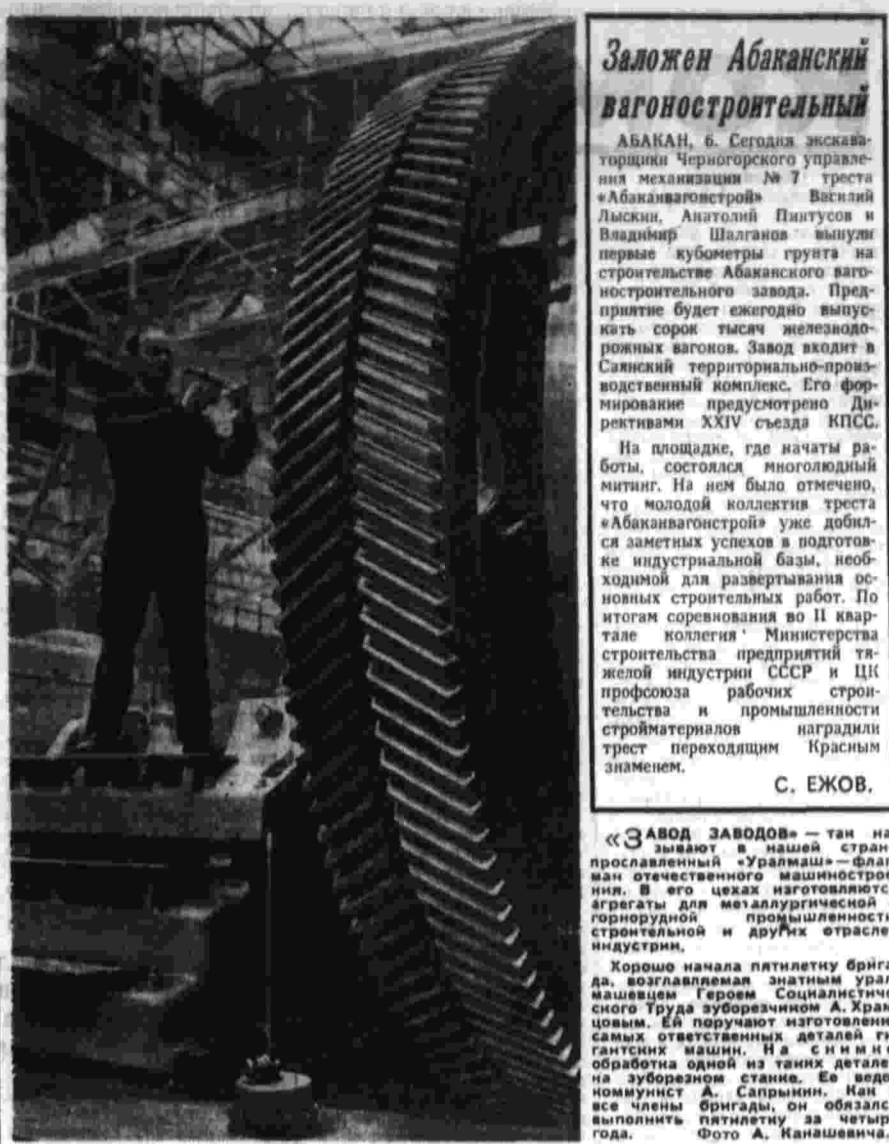 Заложен Абаканский
вагоностроительный
АБАКАН, 6. Сегодня экскава-
торщики Черногорского управле-
ния механизации № 7 треста
«Абаканвагонстрой» Василий
Лыскин, Анатолий Пинтусов и
Владимир Шалганов вынули
первые кубометры грунта на
строительстве Абаканского ваго-
ностроительного завода. Пред-
приятие будет ежегодно выпус-
кать сорок тысяч железнодо-
рожных вагонов. Завод входит в
Саянский территориально-произ-
водственный комплекс. Его фор-
мирование предусмотрено Ди-
рективами XXIV съезда КПСС.
На площадке, где начаты ра-
боты, состоялся многолюдный
митинг. На нем было отмечено,
что молодой коллектив треста
«Абаканвагонстрой» уже добил-
ся заметных успехов в подготов-
ке индустриальной базы, необ-
ходимой для развертывания ос-
новных строительных работ. По
итогам соревнования во II квар-
тале коллегия Министерства
строительства предприятий тя-
желой индустрии СССР и ЦК
профсоюза рабочих строи-
тельства и промышленности
стройматериалов наградили
трест переходящим Красным
знаменем.
С. ЕЖОВ.
«ЗАВОД ЗАВОДОВ» — так на
зывают в нашей стран
прославленный «Уралмаш» — флаг
ман отечественного машинострое
ния. В его цехах изготовляютс
агрегаты для металлургической
горнорудной промышленност
строительной и других отрасле
индустрии.
Хорошо начала пятилетку брига
да, возглавляемая знатным урал
машевцем Героем Социалистиче
ского Труда зуборезчиком А. Храм
цовым. Ей поручают изготовлени
самых ответственных деталей ги
гантских машин. На снимке
обработка одной из таких детале
на зуборезном станке. Ее веде
коммунист А. Сапрыкин. Как
все члены бригады, он обязалс
выполнить пятилетку за четыр
года. Фото А. Канашевича.